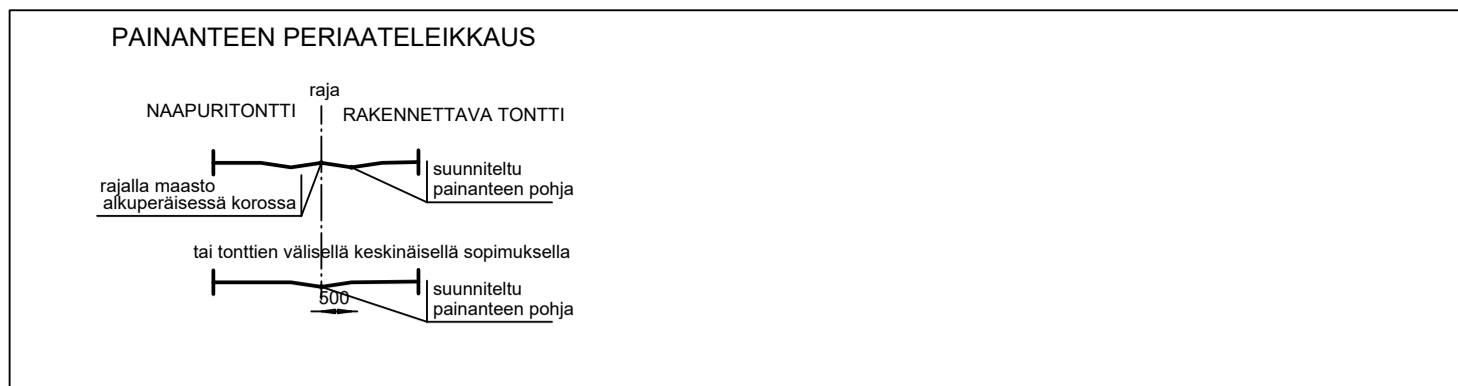 PAINANTEEN PERIAATELEIKKAUS
raja
NAAPURITONTTI
RAKENNETTAVA TONTTI
rajalla maasto
alkuperäisessä korossa
suunniteltu
painanteen pohja
tai tonttien välisellä keskinäisellä sopimuksella
500
suunniteltu
painanteen pohja